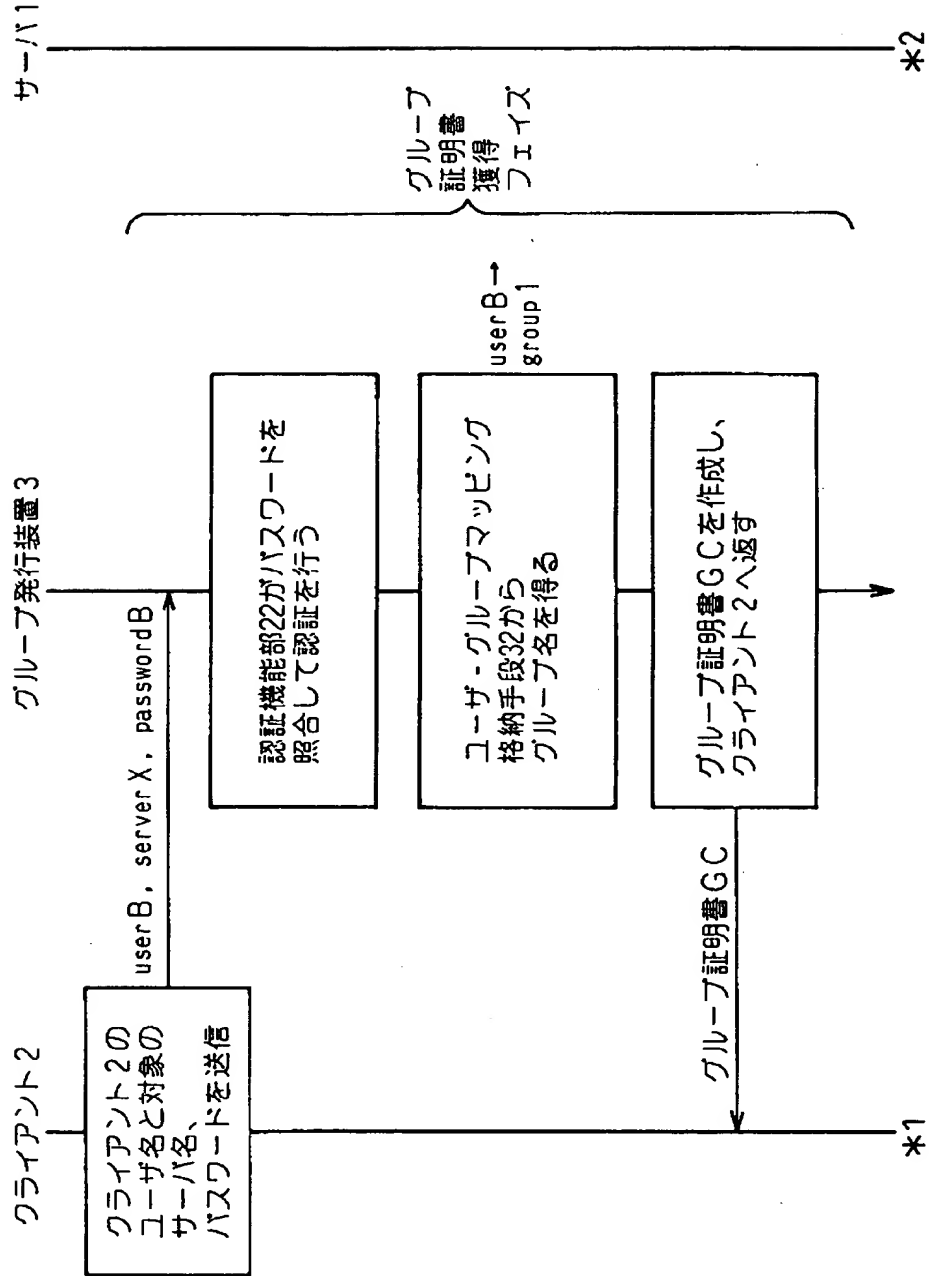 クライアント2
グループ発行装置3
サーバ1
クライアント2の
ユーザ名と対象の
サーバ名、
パスワードを送信
userB, serverX, passwordB
認証機能部22がパスワードを
照合して認証を行う
ユーザ・グループマッピング
格納手段32から
グループ名を得る
userB→
group1
グループ証明書GCを作成し、
クライアント2へ返す
グループ証明書GC
グループ
証明書
獲得
フェイズ
*1
*2